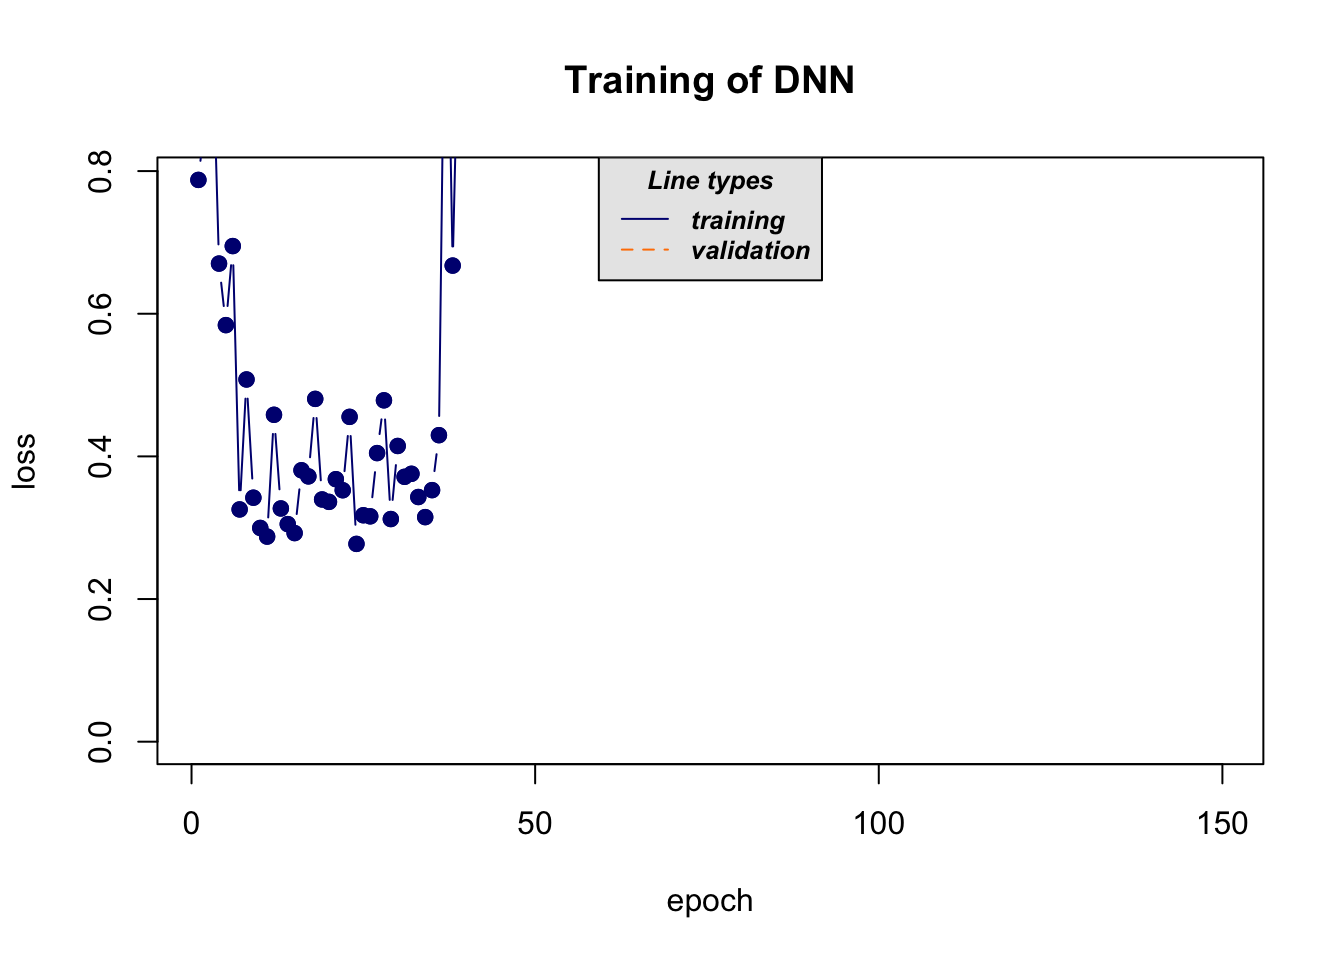 Training of DNN
Line types
training
validation
loss
0.8
0.6
0.4
0.2
0.0
0 50 100 150
epoch